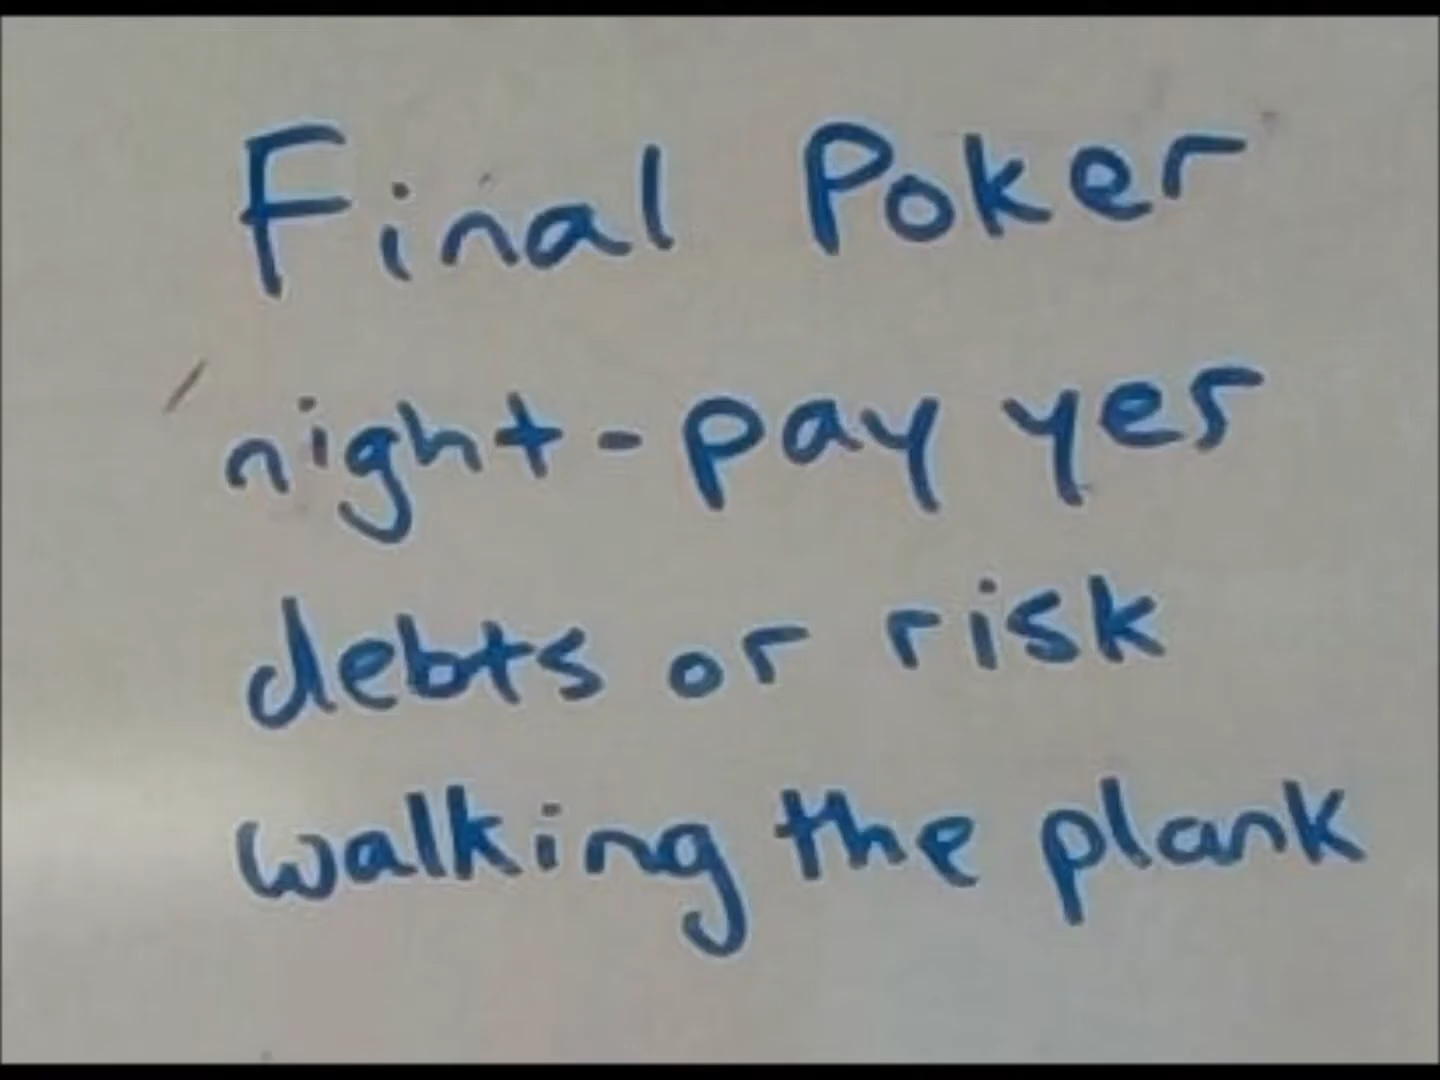 Final Poker
night - pay yer
debts or risk
walking the plank